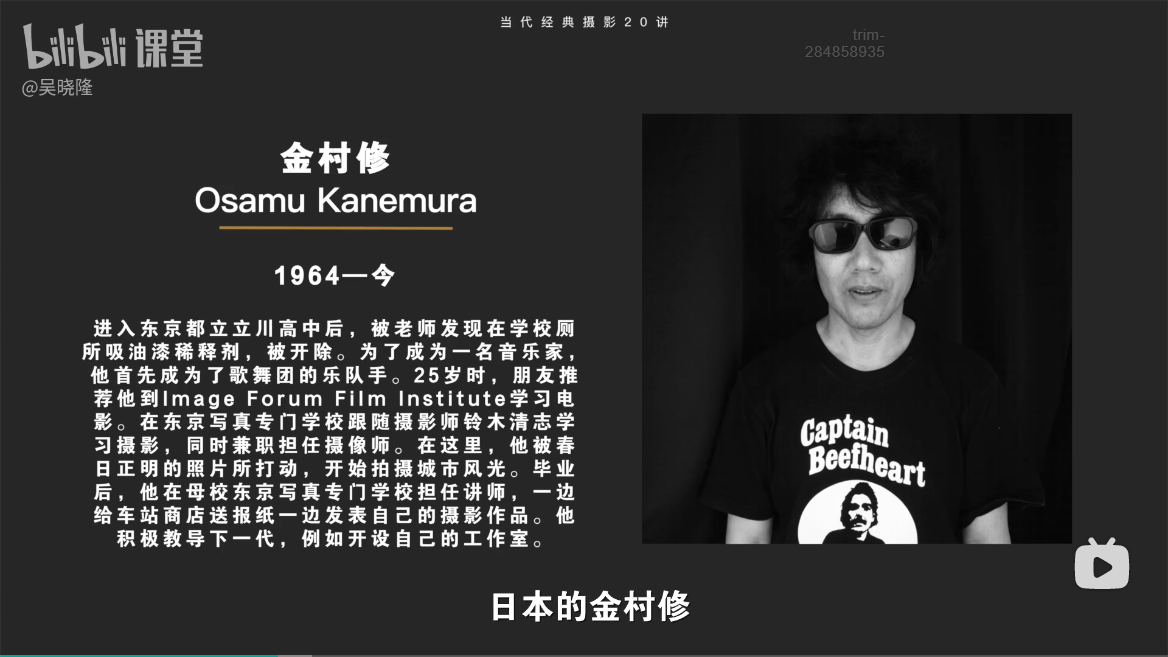 当代经典摄影20讲
bilibili 课堂
@吴晓隆
trim-
284858935
金村修
Osamu Kanemura
1964—今
进入东京都立立川高中后，被老师发现在学校厕
所吸油漆稀释剂，被开除。为了成为一名音乐家，
他首先成为了歌舞团的乐队手。25岁时，朋友推
荐他到Image Forum Film Institute学习电
影。在东京写真专门学校跟随摄影师铃木清志学
习摄影，同时兼职担任摄像师。在这里，他被春
日正明的照片所打动，开始拍摄城市风光。毕业
后，他在母校东京写真专门学校担任讲师，一边
给车站商店送报纸一边发表自己的摄影作品。他
积极教导下一代，例如开设自己的工作室。
Captain
Beefheart
日本的金村修